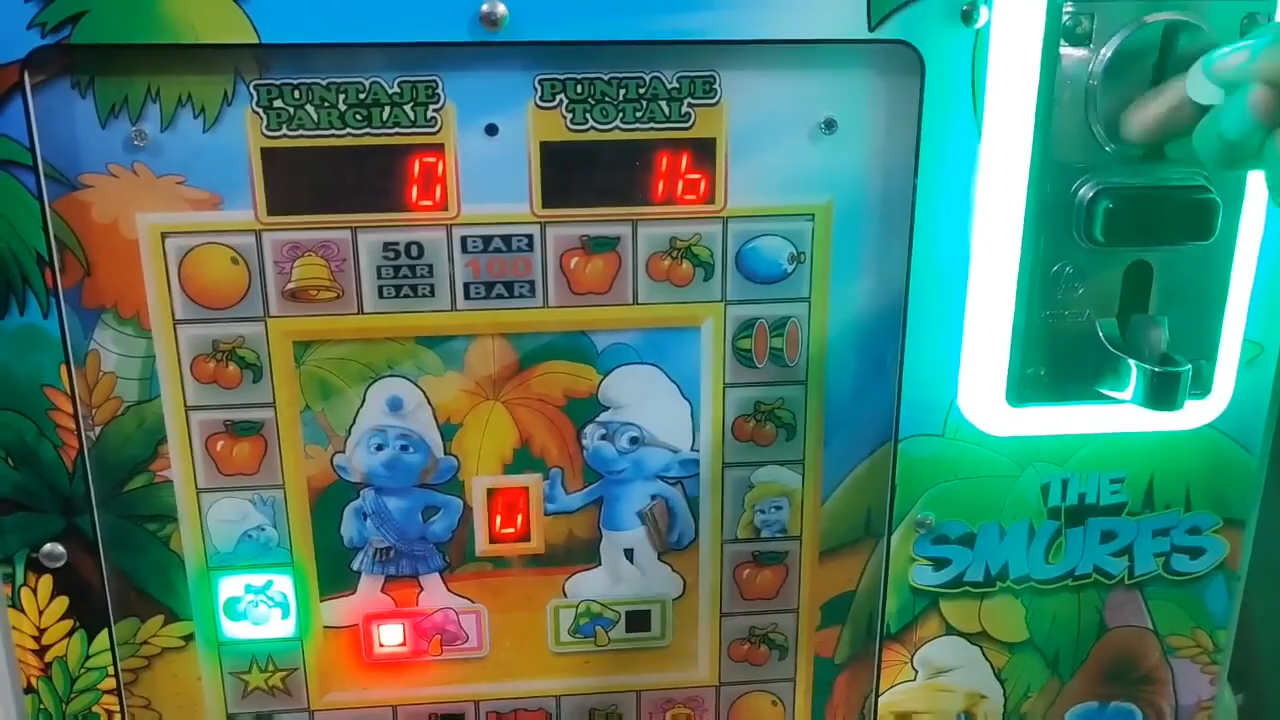 PUNTAJE
PARCIAL
0
PUNTAJE
TOTAL
16
50
BAR
BAR
BAR
100
BAR
THE
SMURFS